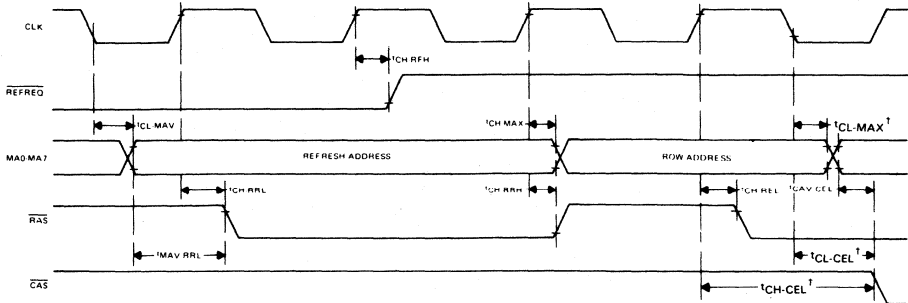 CLK
tCH·RFH
REFREQ
tCL·MAV
tCH·MAX
tCL-MAX†
MA0·MA7
REFRESH ADDRESS
ROW ADDRESS
tCH·RRL
tCH·RRH
tCH·REL
tCAV·CEL
RAS
tMAV·RRL
tCL-CEL†
CAS
tCH-CEL†